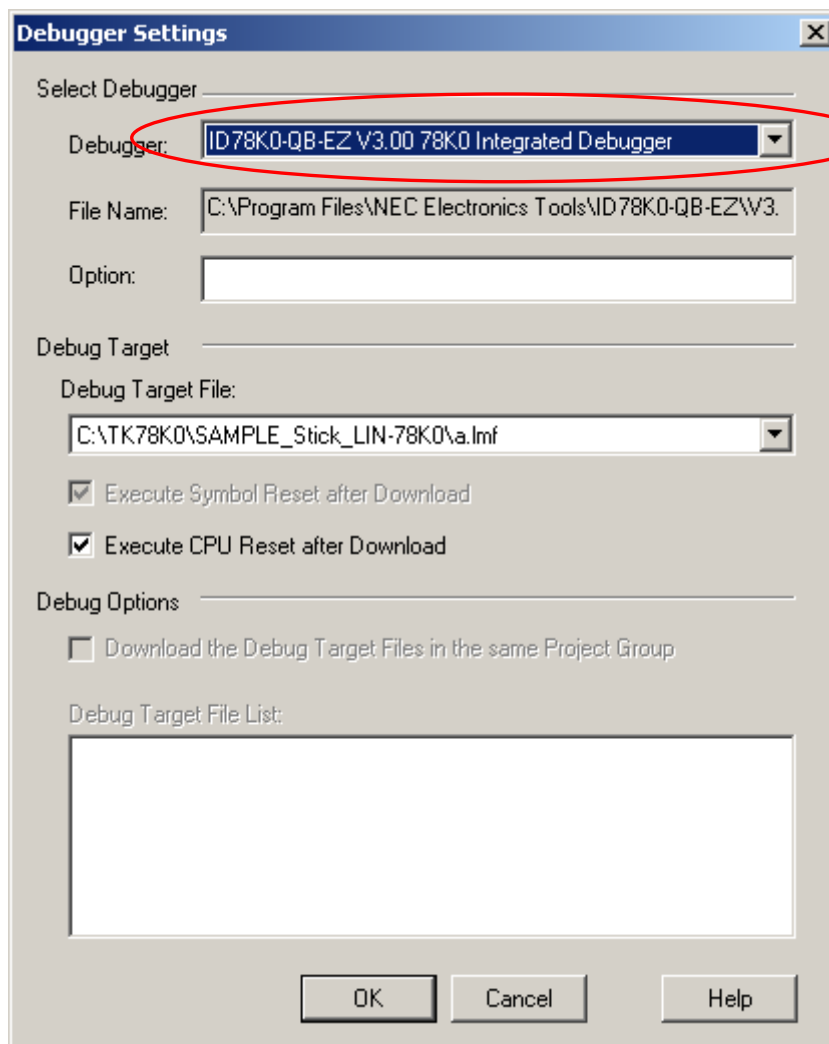 Debugger Settings
Select Debugger
Debugger: ID78K0-QB-EZ V3.00 78K0 Integrated Debugger
File Name: C:\Program Files\NEC Electronics Tools\ID78K0-QB-EZ\V3.
Option:
Debug Target
Debug Target File:
C:\TK78K0\SAMPLE_Stick_LIN-78K0\a.lmf
Execute Symbol Reset after Download
Execute CPU Reset after Download
Debug Options
Download the Debug Target Files in the same Project Group
Debug Target File List:
OK Cancel Help